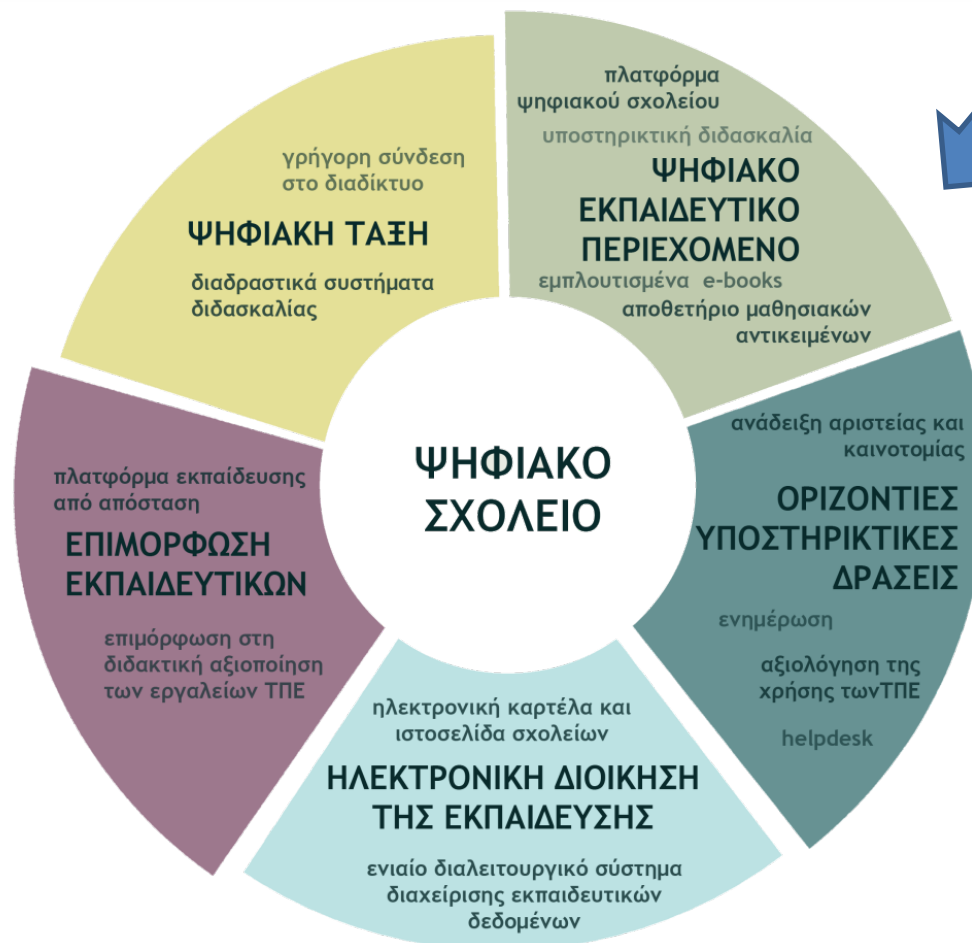 πλατφόρμα
ψηφιακού σχολείου
υποστηρικτική διδασκαλία
ΨΗΦΙΑΚΟ
ΕΚΠΑΙΔΕΥΤΙΚΟ
ΠΕΡΙΕΧΟΜΕΝΟ
εμπλουτισμένα e-books
αποθετήριο μαθησιακών
αντικειμένων
γρήγορη σύνδεση
στο διαδίκτυο
ΨΗΦΙΑΚΗ ΤΑΞΗ
διαδραστικά συστήματα
διδασκαλίας
ΨΗΦΙΑΚΟ
ΣΧΟΛΕΙΟ
ανάδειξη αριστείας και
καινοτομίας
ΟΡΙΖΟΝΤΙΕΣ
ΥΠΟΣΤΗΡΙΚΤΙΚΕΣ
ΔΡΑΣΕΙΣ
ενημέρωση
αξιολόγηση της
χρήσης τωνΤΠΕ
helpdesk
πλατφόρμα εκπαίδευσης
από απόσταση
ΕΠΙΜΟΡΦΩΣΗ
ΕΚΠΑΙΔΕΥΤΙΚΩΝ
επιμόρφωση στη
διδακτική αξιοποίηση
των εργαλείων ΤΠΕ
ηλεκτρονική καρτέλα και
ιστοσελίδα σχολείων
ΗΛΕΚΤΡΟΝΙΚΗ ΔΙΟΙΚΗΣΗ
ΤΗΣ ΕΚΠΑΙΔΕΥΣΗΣ
ενιαίο διαλειτουργικό σύστημα
διαχείρισης εκπαιδευτικών
δεδομένων